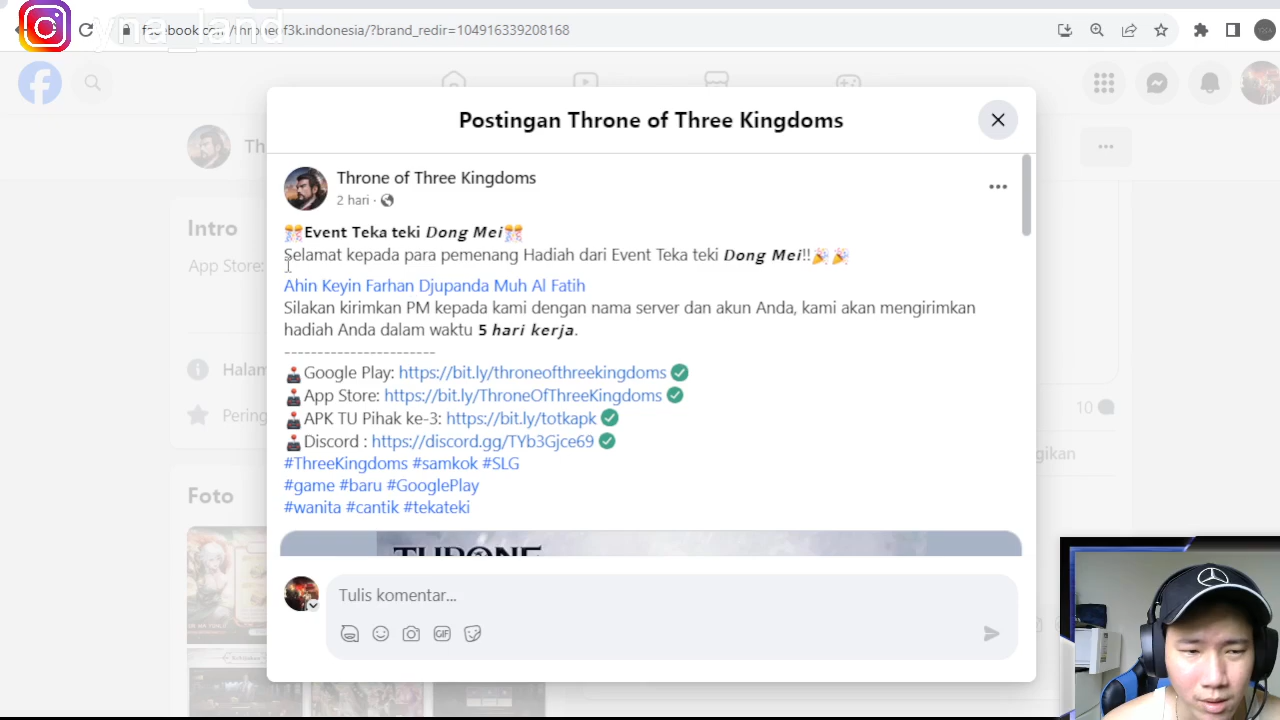 facebook.com/throneof3k.indonesia/?brand_redir=104916339208168
yna_land
Th
Postingan Throne of Three Kingdoms
Throne of Three Kingdoms
2 hari ·
Intro
App Store:
Halam
Pering
Foto
🎊Event Teka teki Dong Mei🎊
Selamat kepada para pemenang Hadiah dari Event Teka teki Dong Mei!!🎉🎉
Ahin Keyin Farhan Djupanda Muh Al Fatih
Silakan kirimkan PM kepada kami dengan nama server dan akun Anda, kami akan mengirimkan
hadiah Anda dalam waktu 5 hari kerja.
-----------------------
🕹️Google Play: https://bit.ly/throneofthreekingdoms ✅
🕹️App Store: https://bit.ly/ThroneOfThreeKingdoms ✅
🕹️APK TU Pihak ke-3: https://bit.ly/totkapk ✅
🕹️Discord : https://discord.gg/TYb3Gjce69 ✅
#ThreeKingdoms #samkok #SLG
#game #baru #GooglePlay
#wanita #cantik #tekateki
THRONE
10
gikan
Tulis komentar...
GIF